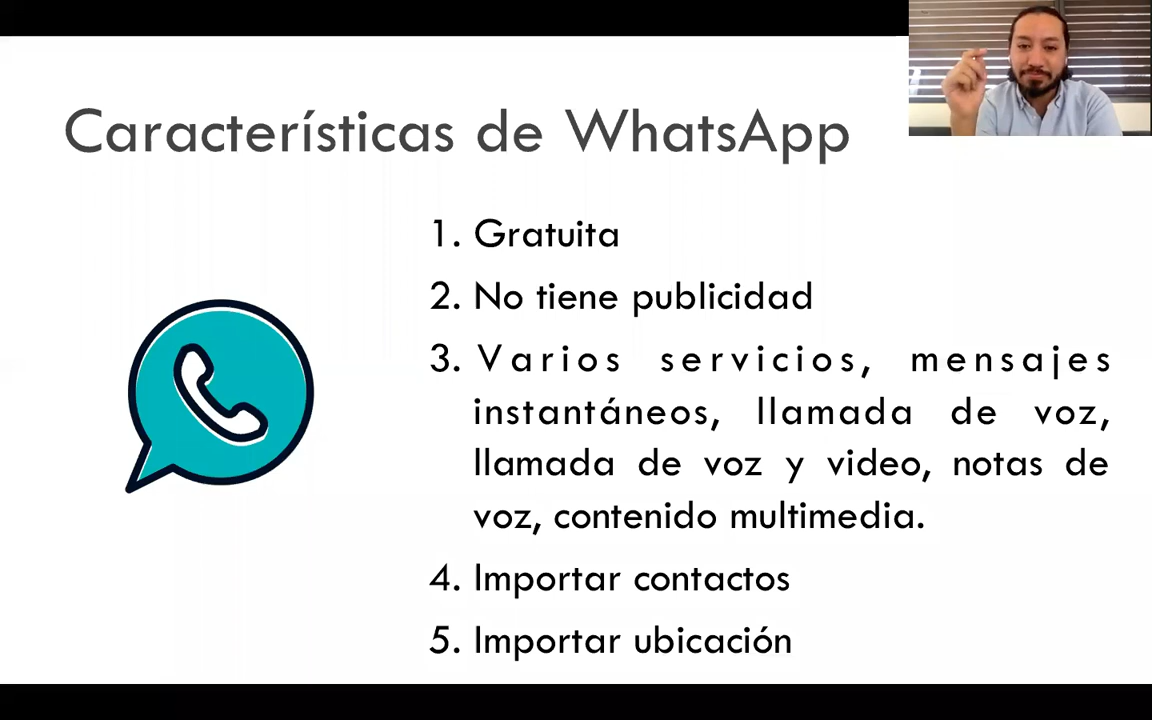 Características de WhatsApp
1. Gratuita
2. No tiene publicidad
3. Varios servicios, mensajes
instantáneos, llamada de voz,
llamada de voz y video, notas de
voz, contenido multimedia.
4. Importar contactos
5. Importar ubicación